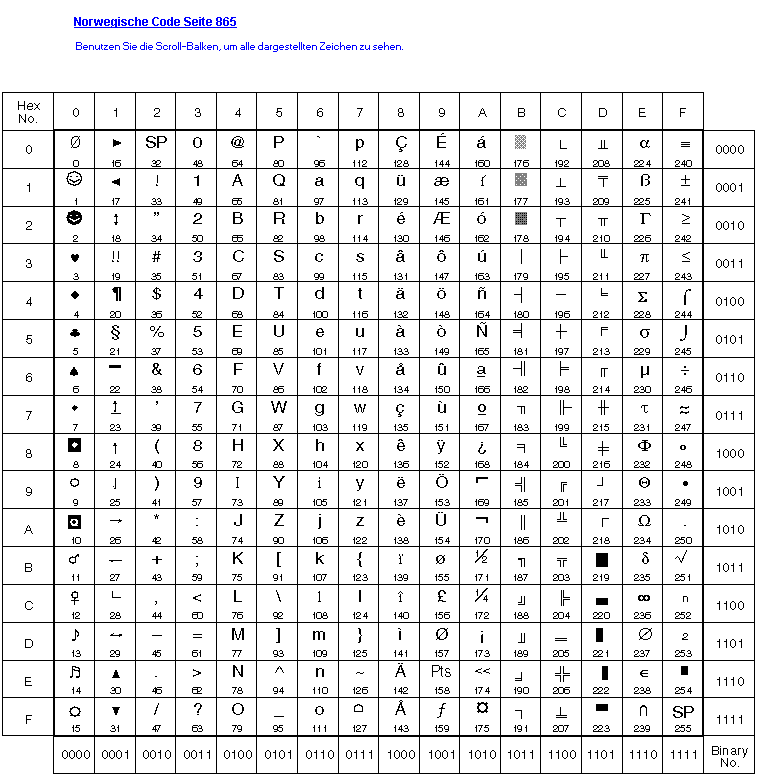 Norwegische Code Seite 865
Benutzen Sie die Scroll-Balken, um alle dargestellten Zeichen zu sehen.
Hex No. 0 1 2 3 4 5 6 7 8 9 A B C D E F
0 Ø ► SP 0 @ P ` p Ç É á ░ └ ╨ α ≡ 0000
0 16 32 48 64 80 96 112 128 144 160 176 192 208 224 240
1 ☺ ◄ ! 1 A Q a q ü æ í ▒ ┴ ╤ ß ± 0001
1 17 33 49 65 81 97 113 129 145 161 177 193 209 225 241
2 ☻ ↕ " 2 B R b r é Æ ó ▓ ┬ ╥ Γ ≥ 0010
2 18 34 50 66 82 98 114 130 146 162 178 194 210 226 242
3 ♥ !! # 3 C S c s â ô ú │ ├ ╙ π ≤ 0011
3 19 35 51 67 83 99 115 131 147 163 179 195 211 227 243
4 ♦ ¶ $ 4 D T d t ä ö ñ ┤ ─ ╘ Σ ⌠ 0100
4 20 36 52 68 84 100 116 132 148 164 180 196 212 228 244
5 ♣ § % 5 E U e u à ò Ñ ╡ ┼ ╒ σ ⌡ 0101
5 21 37 53 69 85 101 117 133 149 165 181 197 213 229 245
6 ♠ ▬ & 6 F V f v å û a ╢ ╞ ╓ µ ÷ 0110
6 22 38 54 70 86 102 118 134 150 166 182 198 214 230 246
7 • ↨ ' 7 G W g w ç ù o ╖ ╟ ╫ τ ≈ 0111
7 23 39 55 71 87 103 119 135 151 167 183 199 215 231 247
8 ◘ ↑ ( 8 H X h x ê ÿ ¿ ╕ ╚ ╪ Φ ° 1000
8 24 40 56 72 88 104 120 136 152 168 184 200 216 232 248
9 ○ ↓ ) 9 I Y i y ë Ö ⌐ ╣ ╔ ┘ Θ • 1001
9 25 41 57 73 89 105 121 137 153 169 185 201 217 233 249
A ◙ → * : J Z j z è Ü ¬ ║ ╩ ┌ Ω . 1010
10 26 42 58 74 90 106 122 138 154 170 186 202 218 234 250
B ♂ ← + ; K [ k { ï ø ½ ╗ ╦ █ δ √ 1011
11 27 43 59 75 91 107 123 139 155 171 187 203 219 235 251
C ♀ ∟ , < L \ l | î £ ¼ ╝ ╠ ▄ ∞ n 1100
12 28 44 60 76 92 108 124 140 156 172 188 204 220 236 252
D ♪ ↔ – = M ] m } ì Ø ¡ ╜ ═ ▌ ∅ 2 1101
13 29 45 61 77 93 109 125 141 157 173 189 205 221 237 253
E ♬ ▲ . > N ^ n ~ Ä Pts << ╛ ╬ ▐ ∈ ■ 1110
14 30 46 62 78 94 110 126 142 158 174 190 206 222 238 254
F ☼ ▼ / ? O _ o ⌂ Å ƒ ¤ ┐ ╧ ▀ ∩ SP 1111
15 31 47 63 79 95 111 127 143 159 175 191 207 223 239 255
0000 0001 0010 0011 0100 0101 0110 0111 1000 1001 1010 1011 1100 1101 1110 1111 Binary No.